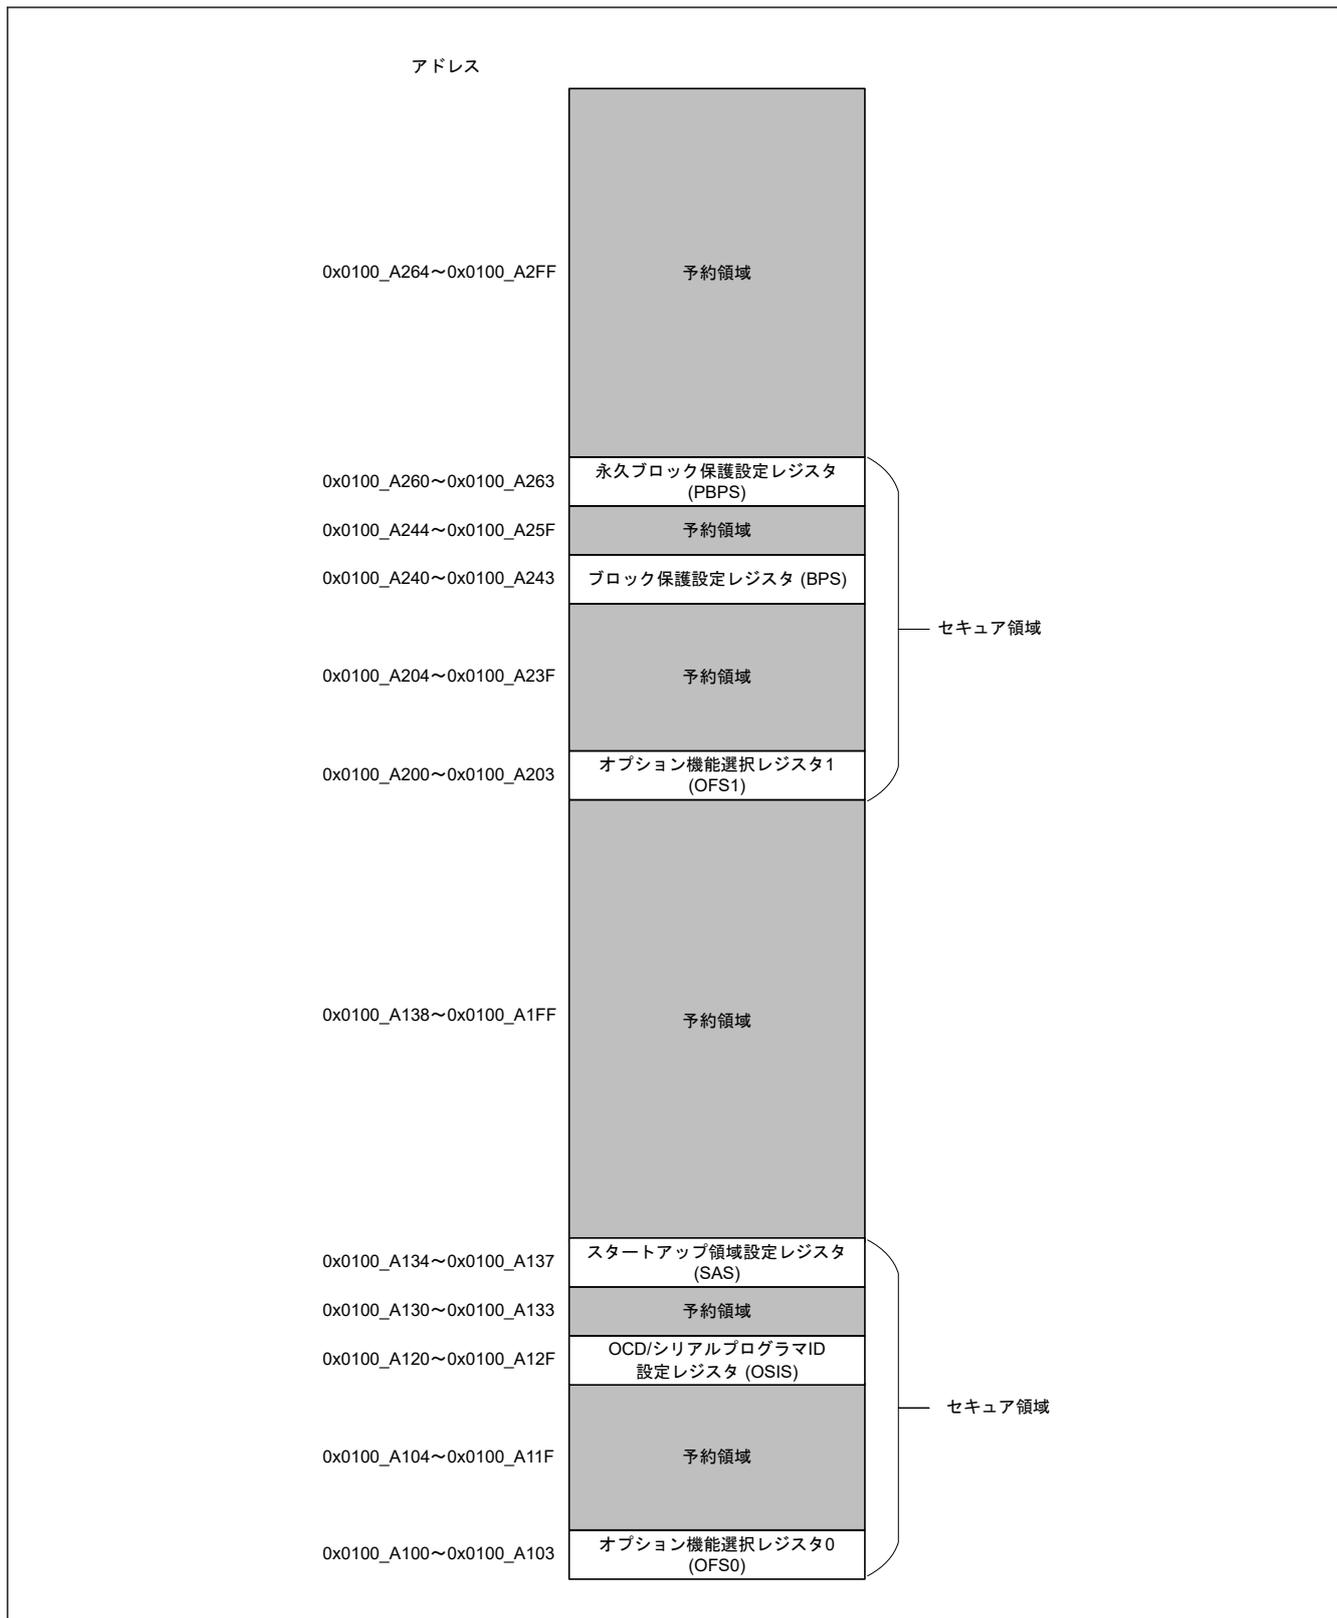 アドレス
0x0100_A264～0x0100_A2FF
予約領域
0x0100_A260～0x0100_A263
永久ブロック保護設定レジスタ
(PBPS)
0x0100_A244～0x0100_A25F
予約領域
0x0100_A240～0x0100_A243
ブロック保護設定レジスタ (BPS)
セキュア領域
0x0100_A204～0x0100_A23F
予約領域
0x0100_A200～0x0100_A203
オプション機能選択レジスタ1
(OFS1)
0x0100_A138～0x0100_A1FF
予約領域
0x0100_A134～0x0100_A137
スタートアップ領域設定レジスタ
(SAS)
0x0100_A130～0x0100_A133
予約領域
0x0100_A120～0x0100_A12F
OCD/シリアルプログラマID
設定レジスタ (OSIS)
セキュア領域
0x0100_A104～0x0100_A11F
予約領域
0x0100_A100～0x0100_A103
オプション機能選択レジスタ0
(OFS0)